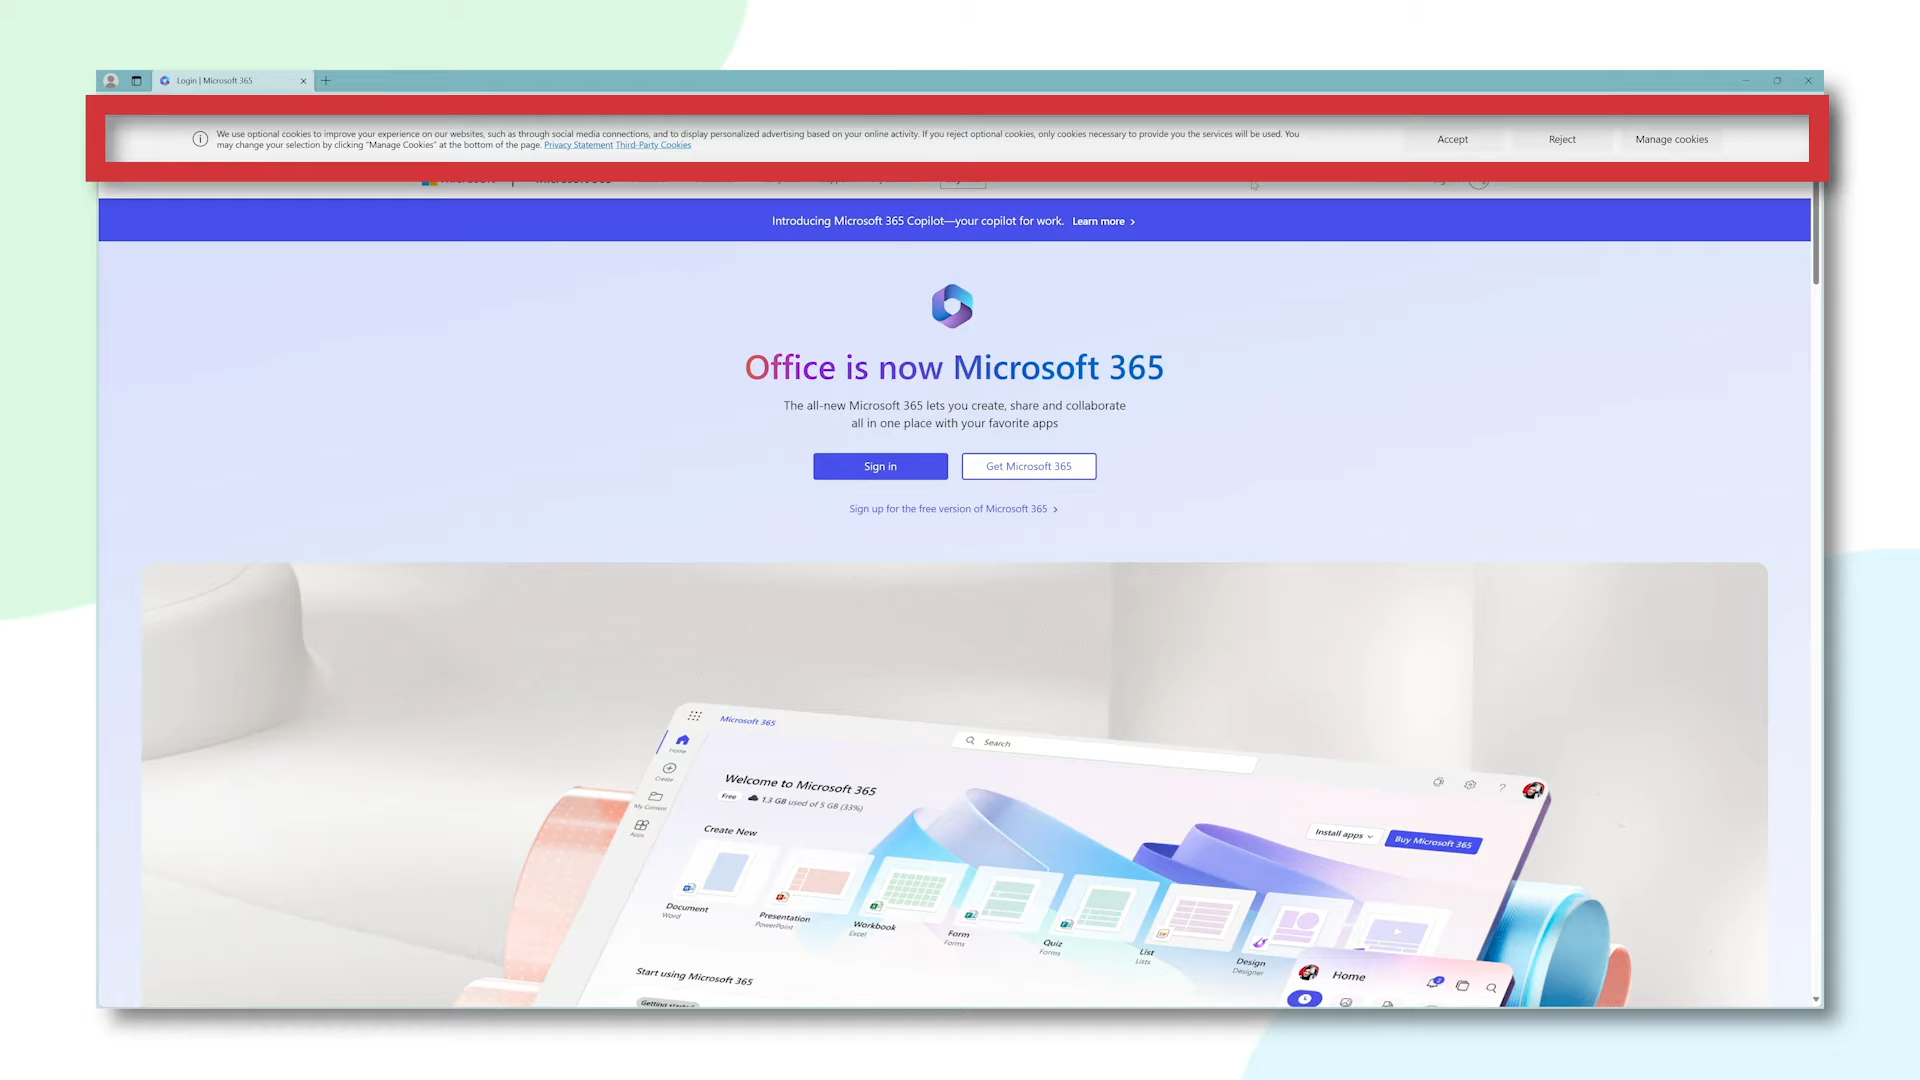 Login | Microsoft 365
We use optional cookies to improve your experience on our websites, such as through social media connections, and to display personalized advertising based on your online activity. If you reject optional cookies, only cookies necessary to provide you the services will be used. You
may change your selection by clicking "Manage Cookies" at the bottom of the page. Privacy Statement Third-Party Cookies
Accept
Reject
Manage cookies
Introducing Microsoft 365 Copilot—your copilot for work. Learn more >
Office is now Microsoft 365
The all-new Microsoft 365 lets you create, share and collaborate
all in one place with your favorite apps
Sign in
Get Microsoft 365
Sign up for the free version of Microsoft 365 >
Microsoft 365
Search
Home
Create
My Content
Apps
Welcome to Microsoft 365
Free 1.3 GB used of 5 GB (33%)
Install apps
Buy Microsoft 365
Create New
Document
Word
Presentation
PowerPoint
Workbook
Excel
Form
Forms
Quiz
Forms
List
Lists
Design
Designer
Start using Microsoft 365
Getting started
Home